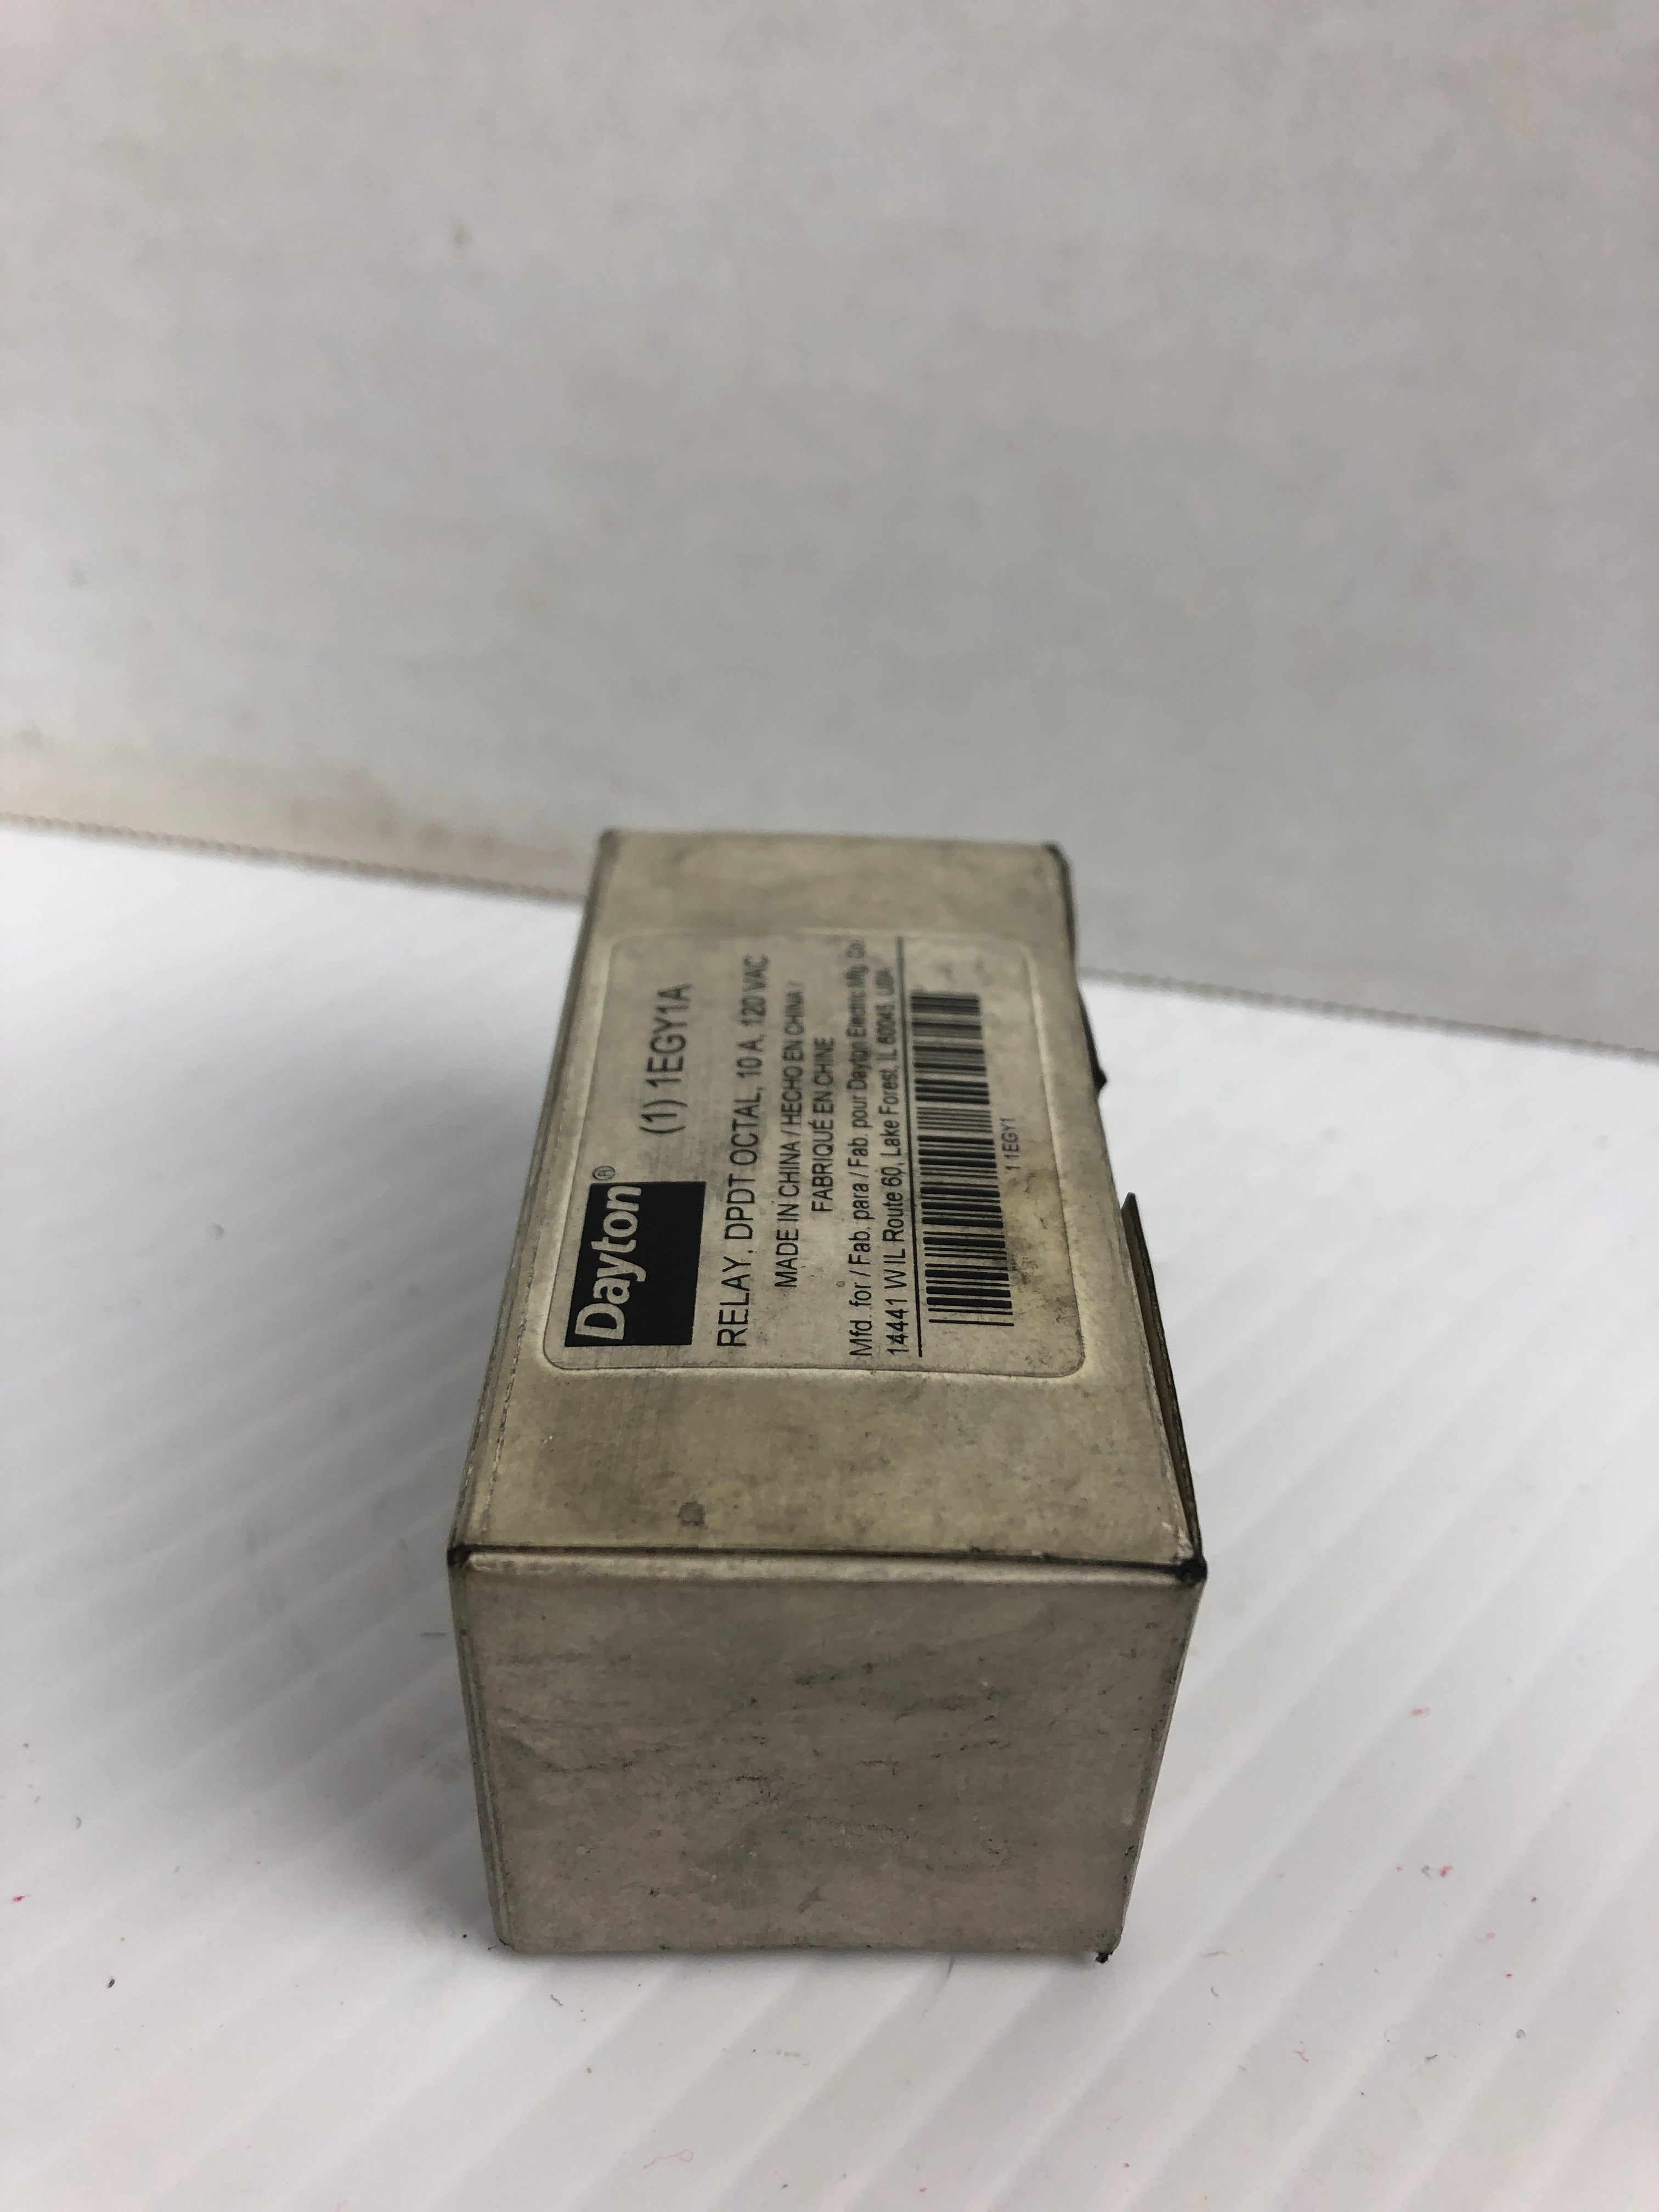 Dayton®
(1) 1EGY1A
RELAY, DPDT OCTAL, 10 A, 120 VAC
MADE IN CHINA / HECHO EN CHINA /
FABRIQUÉ EN CHINE
Mfd. for / Fab. para / Fab. pour Dayton Electric Mfg. Co.
14441 W IL Route 60, Lake Forest, IL 60045 USA
1 1EGY1